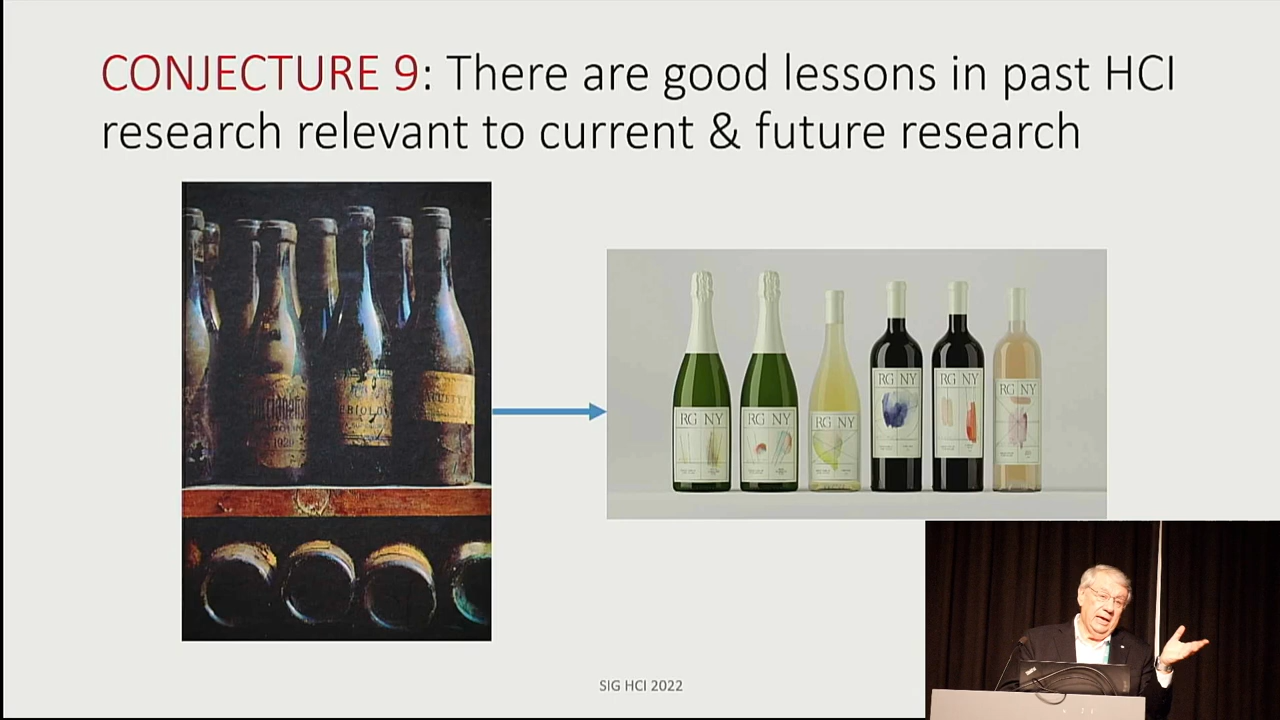 CONJECTURE 9: There are good lessons in past HCI
research relevant to current & future research
1920
RG NY
RG NY
RG NY
RG NY
RG NY
RG NY
SIG HCI 2022